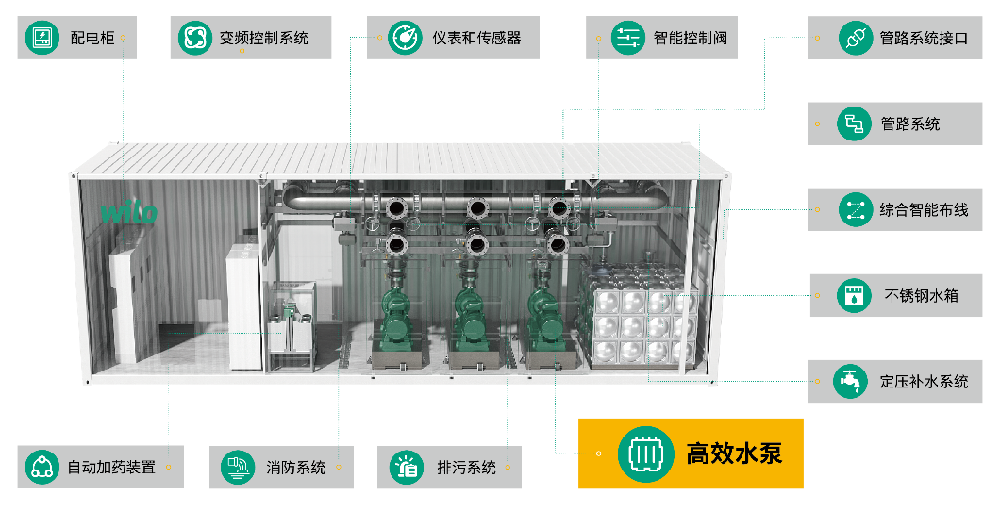 配电柜
变频控制系统
仪表和传感器
智能控制阀
管路系统接口
管路系统
wilo
综合智能布线
不锈钢水箱
定压补水系统
自动加药装置
消防系统
排污系统
高效水泵